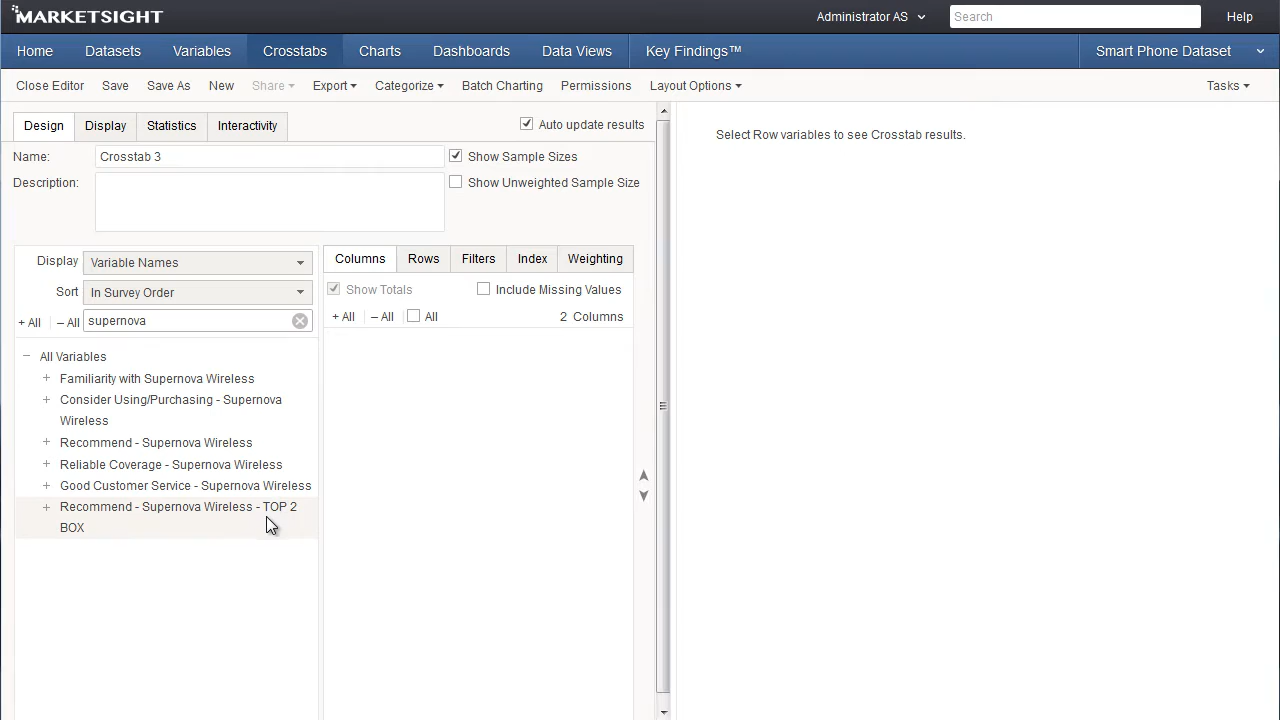 MARKETSIGHT
Administrator AS
Search
Help
Home
Datasets
Variables
Crosstabs
Charts
Dashboards
Data Views
Key Findings™
Smart Phone Dataset
Close Editor
Save
Save As
New
Share
Export
Categorize
Batch Charting
Permissions
Layout Options
Tasks
Design
Display
Statistics
Interactivity
Auto update results
Select Row variables to see Crosstab results.
Name:
Crosstab 3
Show Sample Sizes
Description:
Show Unweighted Sample Size
Display
Variable Names
Sort
In Survey Order
+ All
– All
supernova
Columns
Rows
Filters
Index
Weighting
Show Totals
Include Missing Values
+ All
– All
All
2 Columns
All Variables
Familiarity with Supernova Wireless
Consider Using/Purchasing - Supernova
Wireless
Recommend - Supernova Wireless
Reliable Coverage - Supernova Wireless
Good Customer Service - Supernova Wireless
Recommend - Supernova Wireless - TOP 2
BOX